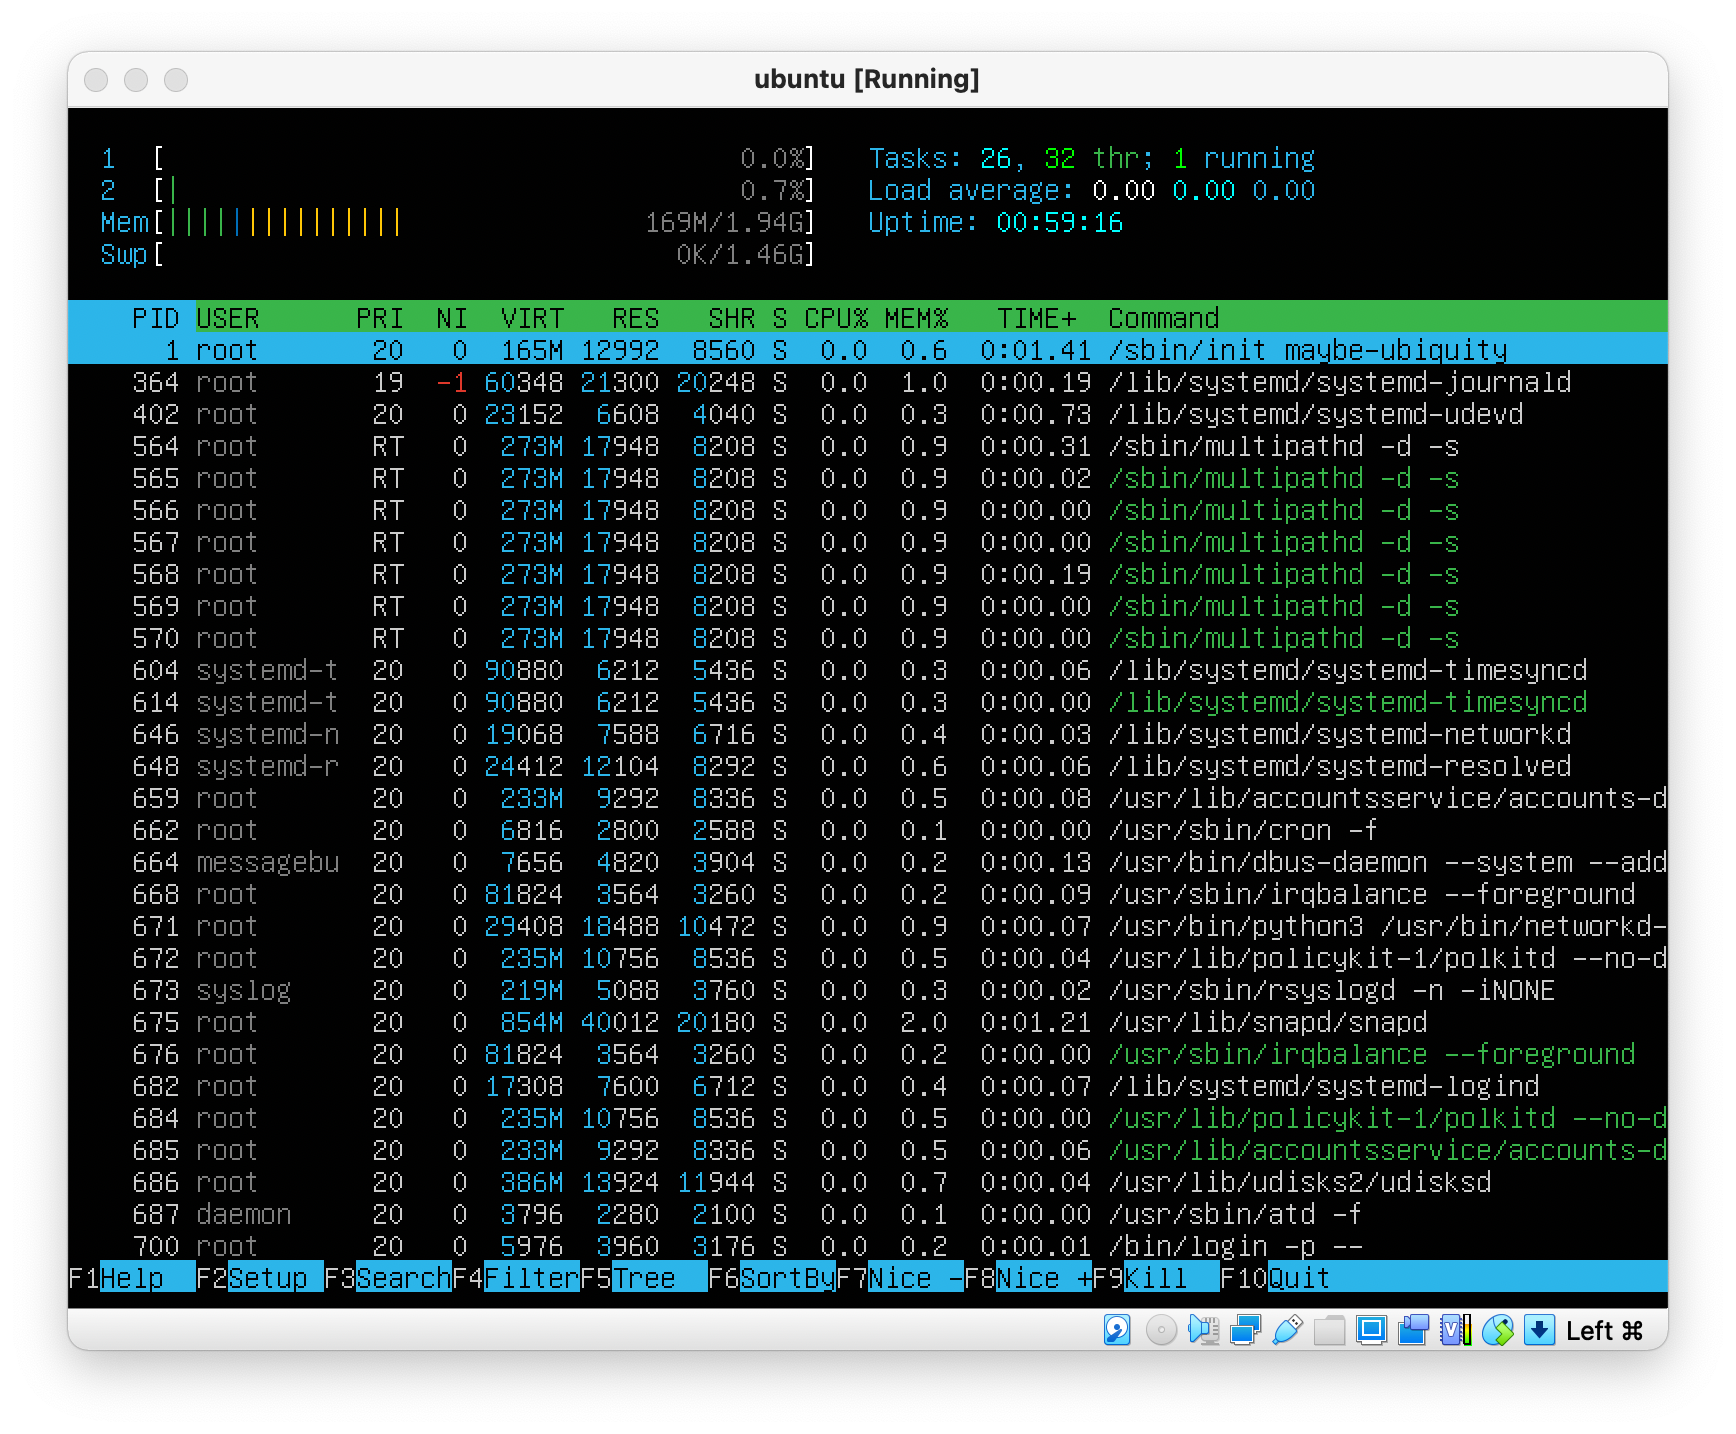 ubuntu [Running]
1 [ 0.0%] Tasks: 26, 32 thr; 1 running
2 [| 0.7%] Load average: 0.00 0.00 0.00
Mem[||||||||||||||| 169M/1.94G] Uptime: 00:59:16
Swp[ 0K/1.46G]
PID USER PRI NI VIRT RES SHR S CPU% MEM% TIME+ Command
1 root 20 0 165M 12992 8560 S 0.0 0.6 0:01.41 /sbin/init maybe-ubiquity
364 root 19 -1 60348 21300 20248 S 0.0 1.0 0:00.19 /lib/systemd/systemd-journald
402 root 20 0 23152 6608 4040 S 0.0 0.3 0:00.73 /lib/systemd/systemd-udevd
564 root RT 0 273M 17948 8208 S 0.0 0.9 0:00.31 /sbin/multipathd -d -s
565 root RT 0 273M 17948 8208 S 0.0 0.9 0:00.02 /sbin/multipathd -d -s
566 root RT 0 273M 17948 8208 S 0.0 0.9 0:00.00 /sbin/multipathd -d -s
567 root RT 0 273M 17948 8208 S 0.0 0.9 0:00.00 /sbin/multipathd -d -s
568 root RT 0 273M 17948 8208 S 0.0 0.9 0:00.19 /sbin/multipathd -d -s
569 root RT 0 273M 17948 8208 S 0.0 0.9 0:00.00 /sbin/multipathd -d -s
570 root RT 0 273M 17948 8208 S 0.0 0.9 0:00.00 /sbin/multipathd -d -s
604 systemd-t 20 0 90880 6212 5436 S 0.0 0.3 0:00.06 /lib/systemd/systemd-timesyncd
614 systemd-t 20 0 90880 6212 5436 S 0.0 0.3 0:00.00 /lib/systemd/systemd-timesyncd
646 systemd-n 20 0 19068 7588 6716 S 0.0 0.4 0:00.03 /lib/systemd/systemd-networkd
648 systemd-r 20 0 24412 12104 8292 S 0.0 0.6 0:00.06 /lib/systemd/systemd-resolved
659 root 20 0 233M 9292 8336 S 0.0 0.5 0:00.08 /usr/lib/accountsservice/accounts-d
662 root 20 0 6816 2800 2588 S 0.0 0.1 0:00.00 /usr/sbin/cron -f
664 messagebu 20 0 7656 4820 3904 S 0.0 0.2 0:00.13 /usr/bin/dbus-daemon --system --add
668 root 20 0 81824 3564 3260 S 0.0 0.2 0:00.09 /usr/sbin/irqbalance --foreground
671 root 20 0 29408 18488 10472 S 0.0 0.9 0:00.07 /usr/bin/python3 /usr/bin/networkd-
672 root 20 0 235M 10756 8536 S 0.0 0.5 0:00.04 /usr/lib/policykit-1/polkitd --no-d
673 syslog 20 0 219M 5088 3760 S 0.0 0.3 0:00.02 /usr/sbin/rsyslogd -n -iNONE
675 root 20 0 854M 40012 20180 S 0.0 2.0 0:01.21 /usr/lib/snapd/snapd
676 root 20 0 81824 3564 3260 S 0.0 0.2 0:00.00 /usr/sbin/irqbalance --foreground
682 root 20 0 17308 7600 6712 S 0.0 0.4 0:00.07 /lib/systemd/systemd-logind
684 root 20 0 235M 10756 8536 S 0.0 0.5 0:00.00 /usr/lib/policykit-1/polkitd --no-d
685 root 20 0 233M 9292 8336 S 0.0 0.5 0:00.06 /usr/lib/accountsservice/accounts-d
686 root 20 0 386M 13924 11944 S 0.0 0.7 0:00.04 /usr/lib/udisks2/udisksd
687 daemon 20 0 3796 2280 2100 S 0.0 0.1 0:00.00 /usr/sbin/atd -f
700 root 20 0 5976 3960 3176 S 0.0 0.2 0:00.01 /bin/login -p --
F1Help F2Setup F3SearchF4FilterF5Tree F6SortByF7Nice -F8Nice +F9Kill F10Quit
Left ⌘